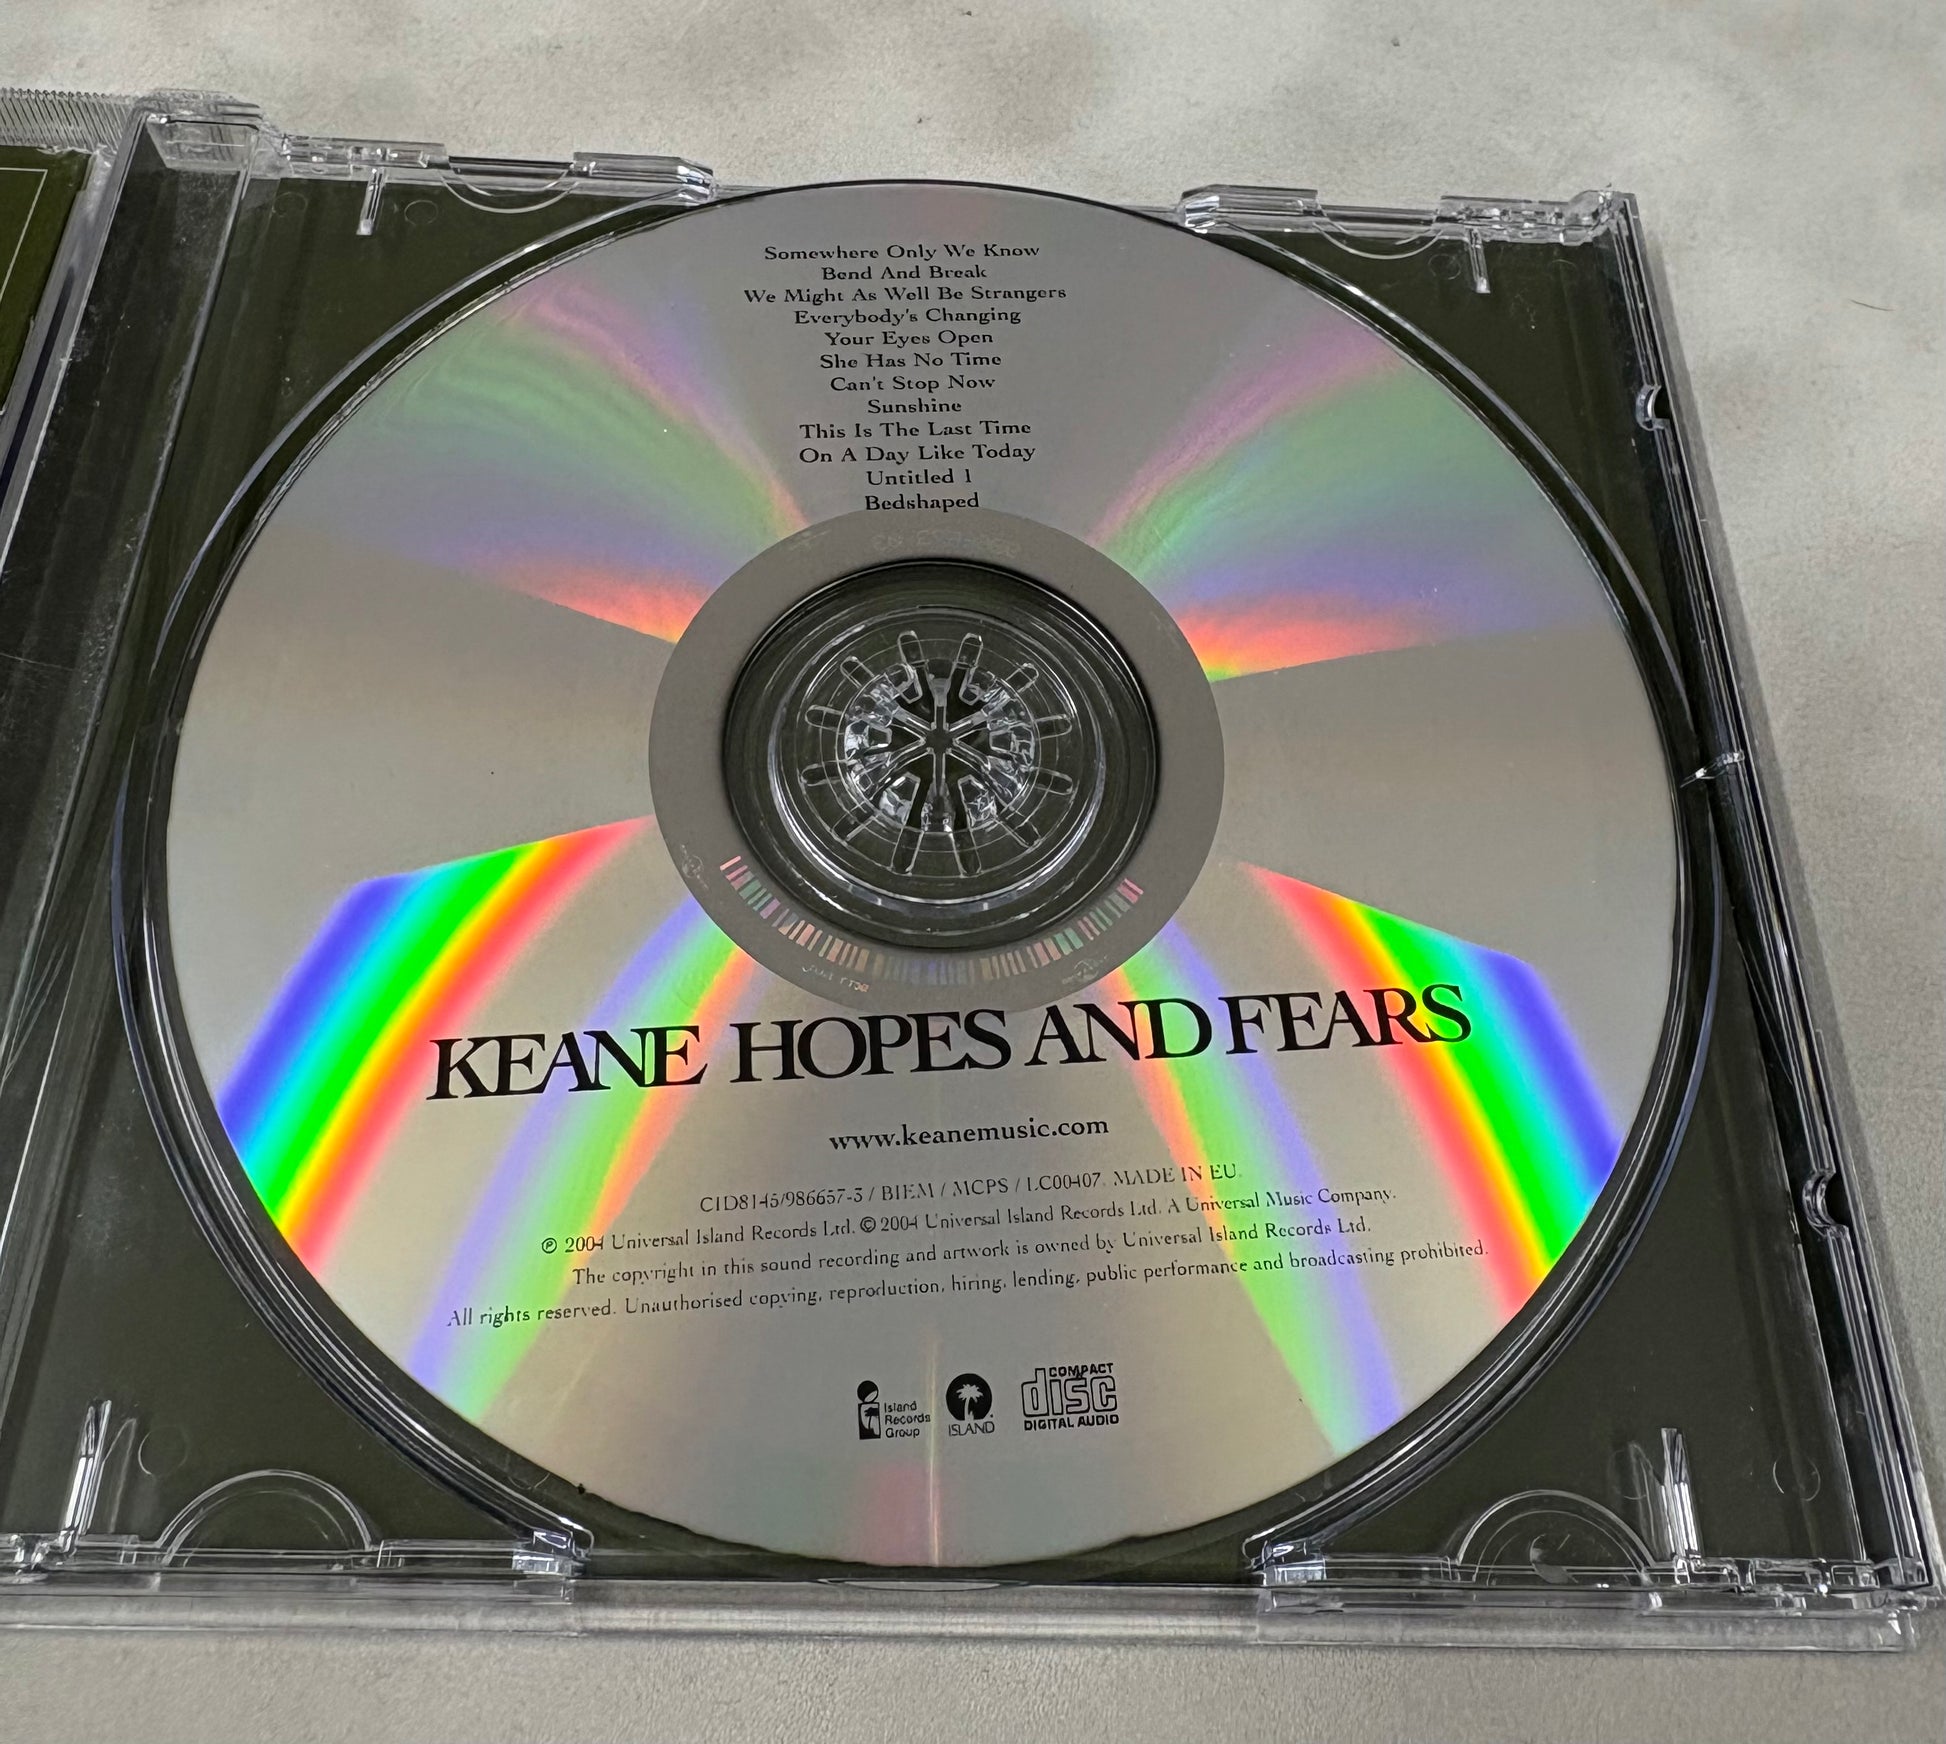 Somewhere Only We Know
Bend And Break
We Might As Well Be Strangers
Everybody's Changing
Your Eyes Open
She Has No Time
Can't Stop Now
Sunshine
This Is The Last Time
On A Day Like Today
Untitled 1
Bedshaped
KEANE HOPES AND FEARS
www.keanemusic.com
CID8145/986657-3 / BIEM / MCPS / LC00407. MADE IN EU.
℗ 2004 Universal Island Records Ltd. © 2004 Universal Island Records Ltd. A Universal Music Company.
The copyright in this sound recording and artwork is owned by Universal Island Records Ltd.
All rights reserved. Unauthorised copying, reproduction, hiring, lending, public performance and broadcasting prohibited.
Island Records Group
ISLAND
COMPACT disc DIGITAL AUDIO